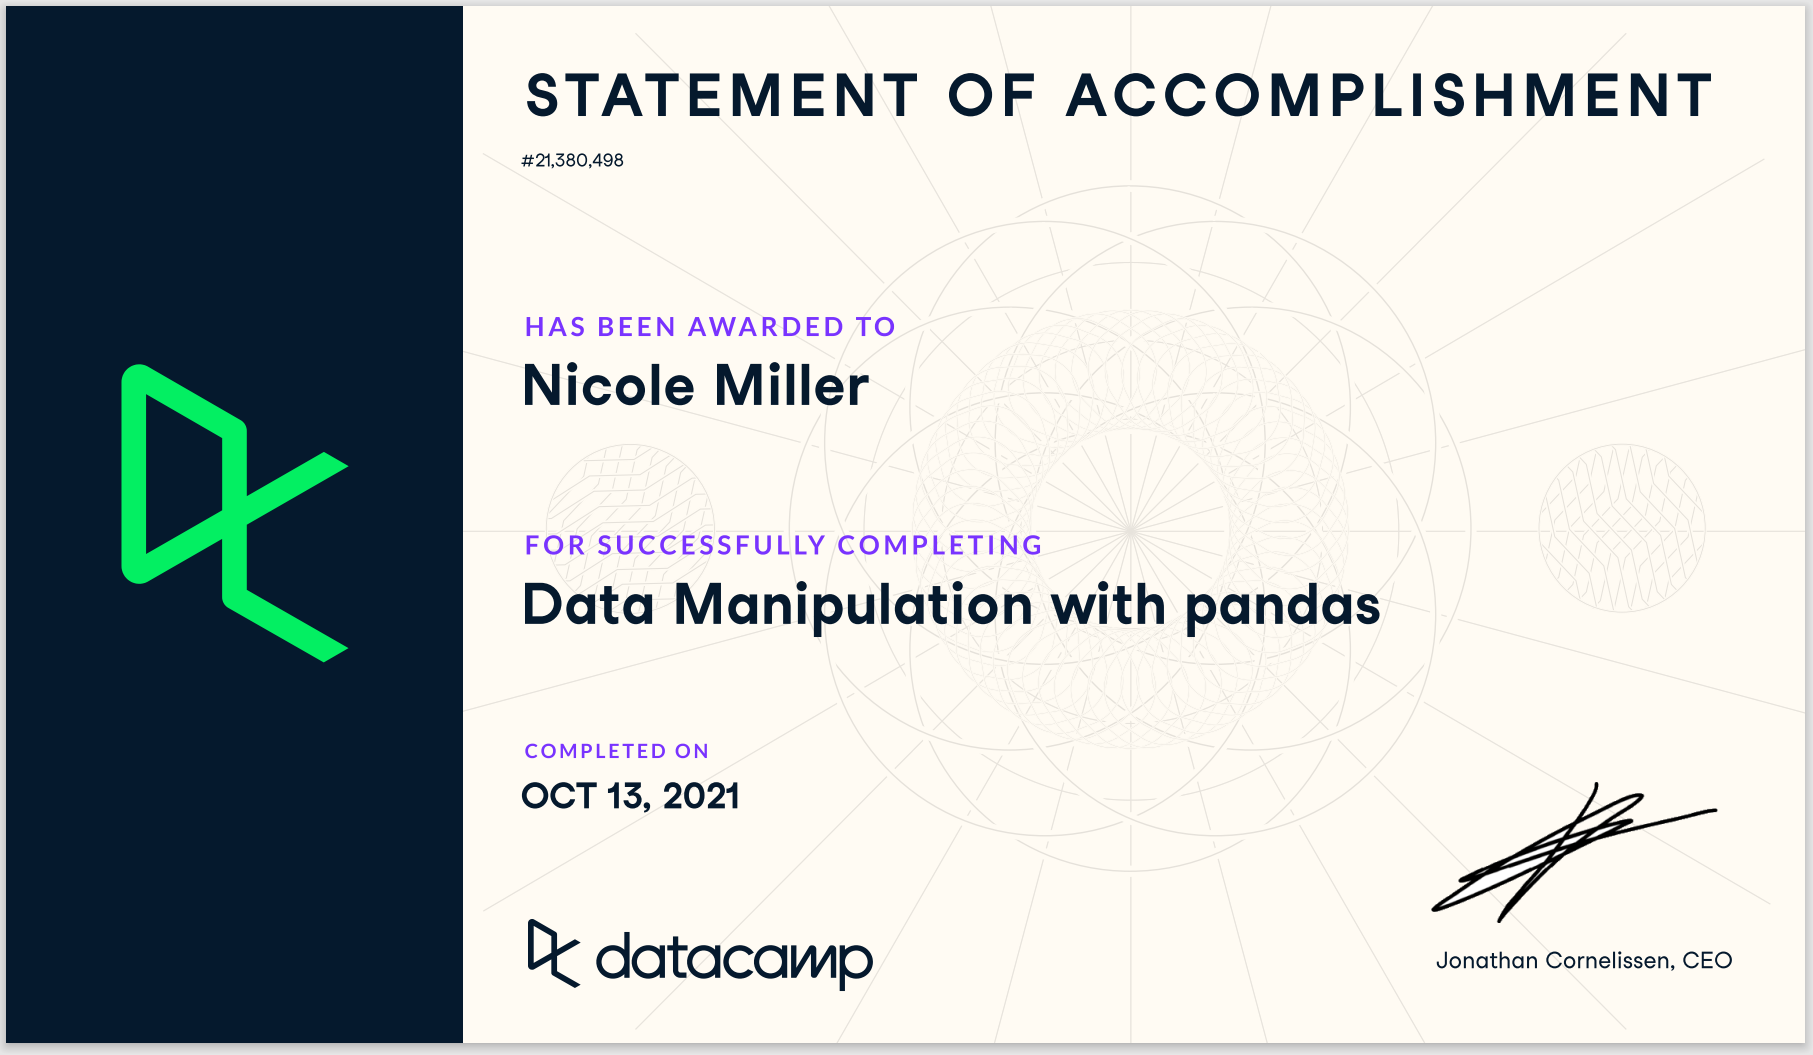 STATEMENT OF ACCOMPLISHMENT
#21,380,498
HAS BEEN AWARDED TO
Nicole Miller
FOR SUCCESSFULLY COMPLETING
Data Manipulation with pandas
COMPLETED ON
OCT 13, 2021
datacamp
Jonathan Cornelissen, CEO